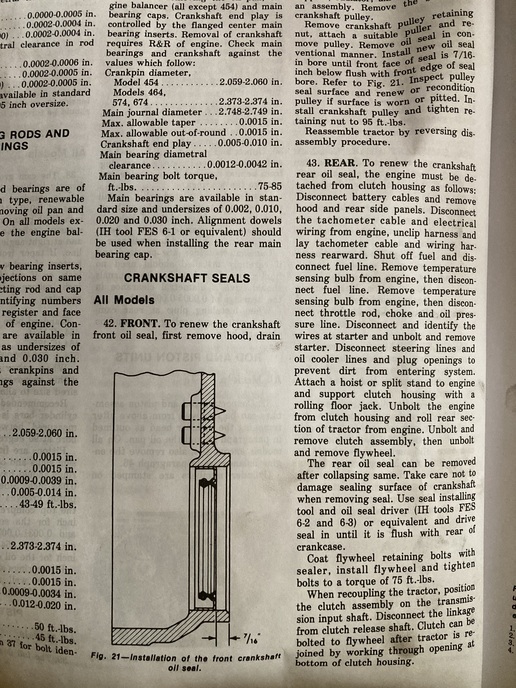 0.0000-0.0005 in.
0.0002-0.0004 in.
0.0002-0.0004 in.
tral clearance in rod
..0.0002-0.0006 in.
..0.0002-0.0005 in.
0.0002-0.0005 in.
available in standard
5 inch oversize.
G RODS AND
INGS
d bearings are of
n type, renewable
noving oil pan and
On all models ex-
e the engine bal-
w bearing inserts,
ojections on same
cting rod and cap
ntifying numbers
register and face
of engine. Con-
are available in
as undersizes of
and 0.030 inch.
crankpins and
ngs against the
..2.059-2.060 in.
....0.0015 in.
....0.0015 in.
0.0009-0.0039 in.
..0.005-0.014 in.
....43-49 ft.-lbs.
..2.373-2.374 in.
....0.0015 in.
....0.0015 in.
0.0009-0.0034 in.
..0.012-0.020 in.
....50 ft.-lbs.
....45 ft.-lbs.
n 37 for bolt iden-
gine balancer (all except 454) and main
bearing caps. Crankshaft end play is
controlled by the flanged center main
bearing inserts. Removal of crankshaft
requires R&R of engine. Check main
bearings and crankshaft against the
values which follow:
Crankpin diameter,
Model 454 ..............2.059-2.060 in.
Models 464,
574, 674 ................2.373-2.374 in.
Main journal diameter ..2.748-2.749 in.
Max. allowable taper ........0.0015 in.
Max. allowable out-of-round ..0.0015 in.
Crankshaft end play .....0.005-0.010 in.
Main bearing diametral
clearance ............0.0012-0.0042 in.
Main bearing bolt torque,
ft.-lbs. ........................75-85
Main bearings are available in stan-
dard size and undersizes of 0.002, 0.010,
0.020 and 0.030 inch. Alignment dowels
(IH tool FES 6-1 or equivalent) should
be used when installing the rear main
bearing cap.
CRANKSHAFT SEALS
All Models
42. FRONT. To renew the crankshaft
front oil seal, first remove hood, drain
7/16"
Fig. 21—Installation of the front crankshaft
oil seal.
an assembly. Remove the
crankshaft pulley.
Remove crankshaft pulley retaining
nut, attach a suitable puller and re-
move pulley. Remove oil seal in con-
ventional manner. Install new oil seal
in bore until front face of seal is 7/16-
inch below flush with front edge of seal
bore. Refer to Fig. 21. Inspect pulley
seal surface and renew or recondition
pulley if surface is worn or pitted. In-
stall crankshaft pulley and tighten re-
taining nut to 95 ft.-lbs.
Reassemble tractor by reversing dis-
assembly procedure.
43. REAR. To renew the crankshaft
rear oil seal, the engine must be de-
tached from clutch housing as follows:
Disconnect battery cables and remove
hood and rear side panels. Disconnect
the tachometer cable and electrical
wiring from engine, unclip harness and
lay tachometer cable and wiring har-
ness rearward. Shut off fuel and dis-
connect fuel line. Remove temperature
sensing bulb from engine, then discon-
nect fuel line. Remove temperature
sensing bulb from engine, then discon-
nect throttle rod, choke and oil pres-
sure line. Disconnect and identify the
wires at starter and unbolt and remove
starter. Disconnect steering lines and
oil cooler lines and plug openings to
prevent dirt from entering system.
Attach a hoist or split stand to engine
and support clutch housing with a
rolling floor jack. Unbolt the engine
from clutch housing and roll rear sec-
tion of tractor from engine. Unbolt and
remove clutch assembly, then unbolt
and remove flywheel.
The rear oil seal can be removed
after collapsing same. Take care not to
damage sealing surface of crankshaft
when removing seal. Use seal installing
tool and oil seal driver (IH tools FES
6-2 and 6-3) or equivalent and drive
seal in until it is flush with rear of
crankcase.
Coat flywheel retaining bolts with
sealer, install flywheel and tighten
bolts to a torque of 75 ft.-lbs.
When recoupling the tractor, position
the clutch assembly on the transmis-
sion input shaft. Disconnect the linkage
from clutch release shaft. Clutch can be
bolted to flywheel after tractor is re-
joined by working through opening at
bottom of clutch housing.